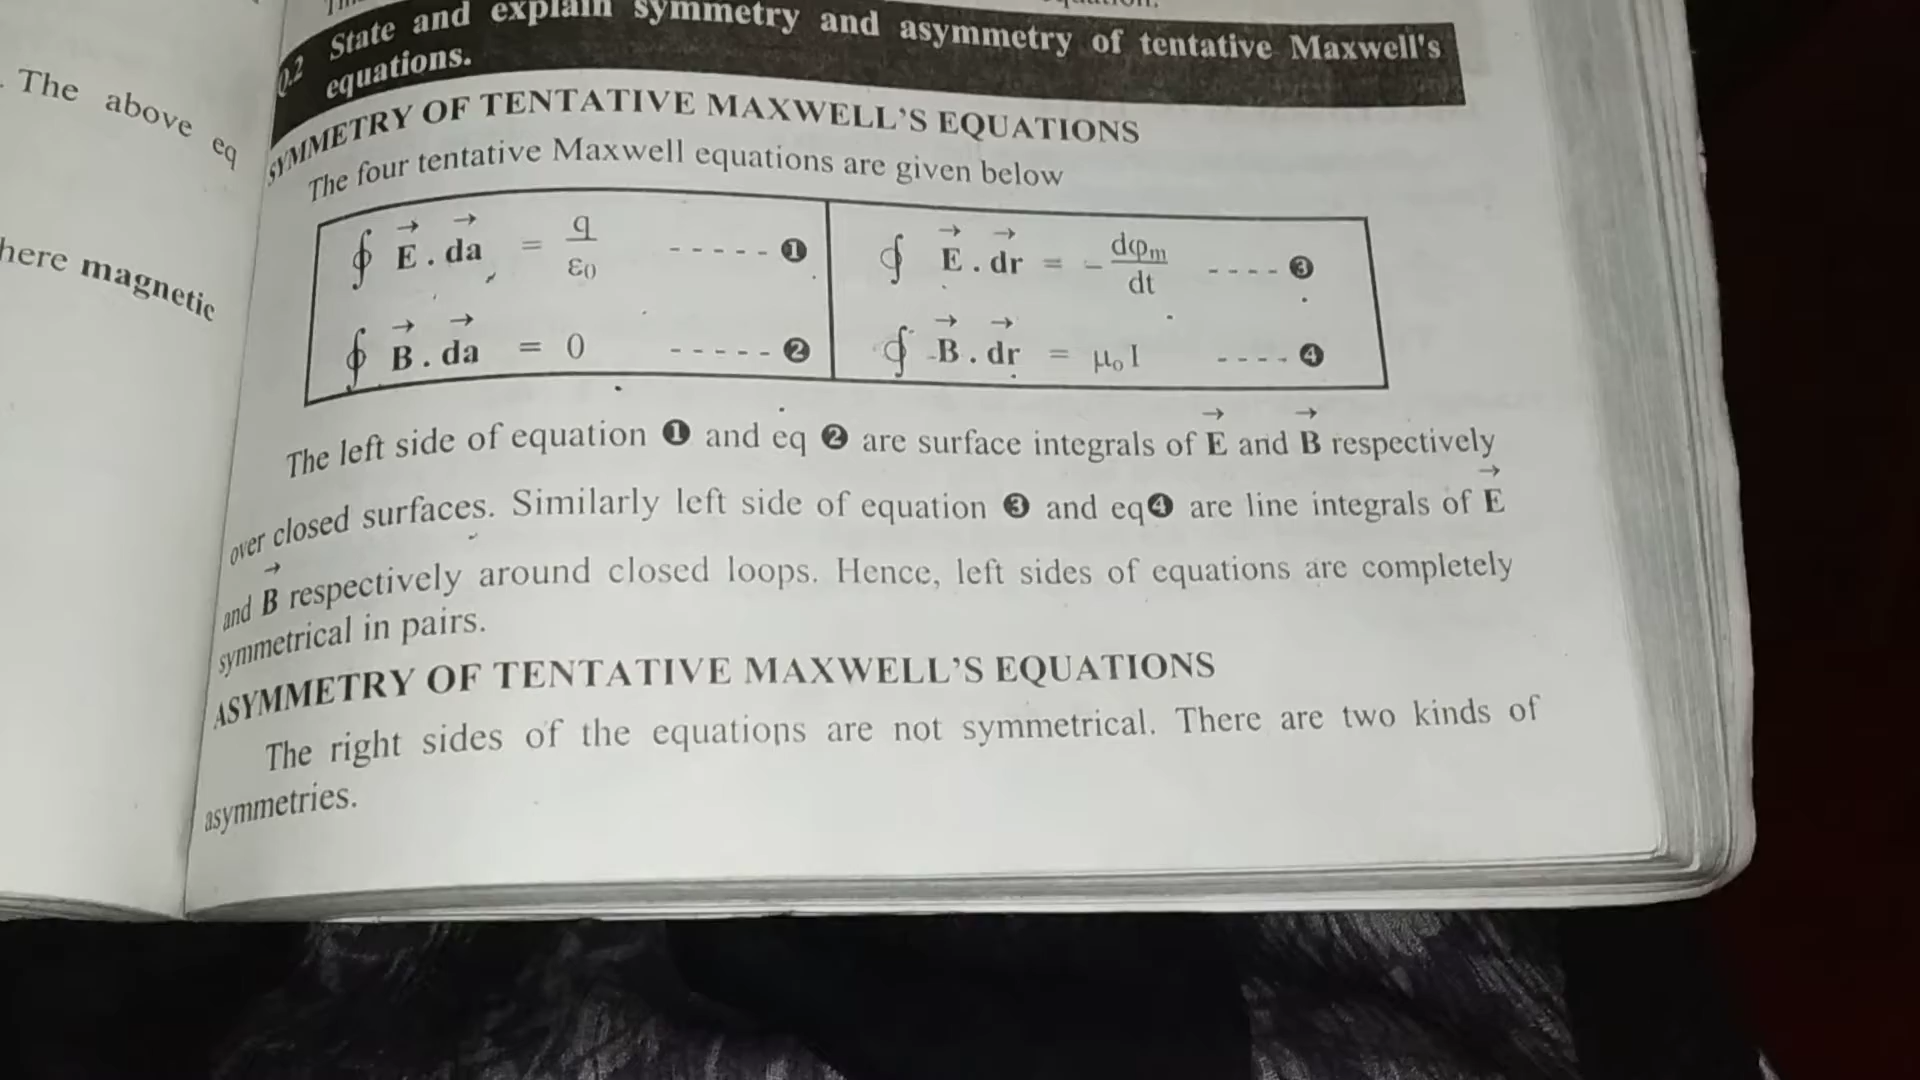 . The above eq
here magnetic
Q.2 State and explain symmetry and asymmetry of tentative Maxwell's
equations.
SYMMETRY OF TENTATIVE MAXWELL'S EQUATIONS
The four tentative Maxwell equations are given below
∮ E⃗ . da⃗ = q/ε₀ ----- ❶
∮ B⃗ . da⃗ = 0 ----- ❷
∮ E⃗ . dr⃗ = - dφₘ/dt ---- ❸
∮ B⃗ . dr⃗ = μ₀ I ---- ❹
The left side of equation ❶ and eq ❷ are surface integrals of E⃗ and B⃗ respectively
over closed surfaces. Similarly left side of equation ❸ and eq❹ are line integrals of E⃗
and B⃗ respectively around closed loops. Hence, left sides of equations are completely
symmetrical in pairs.
ASYMMETRY OF TENTATIVE MAXWELL'S EQUATIONS
The right sides of the equations are not symmetrical. There are two kinds of
asymmetries.